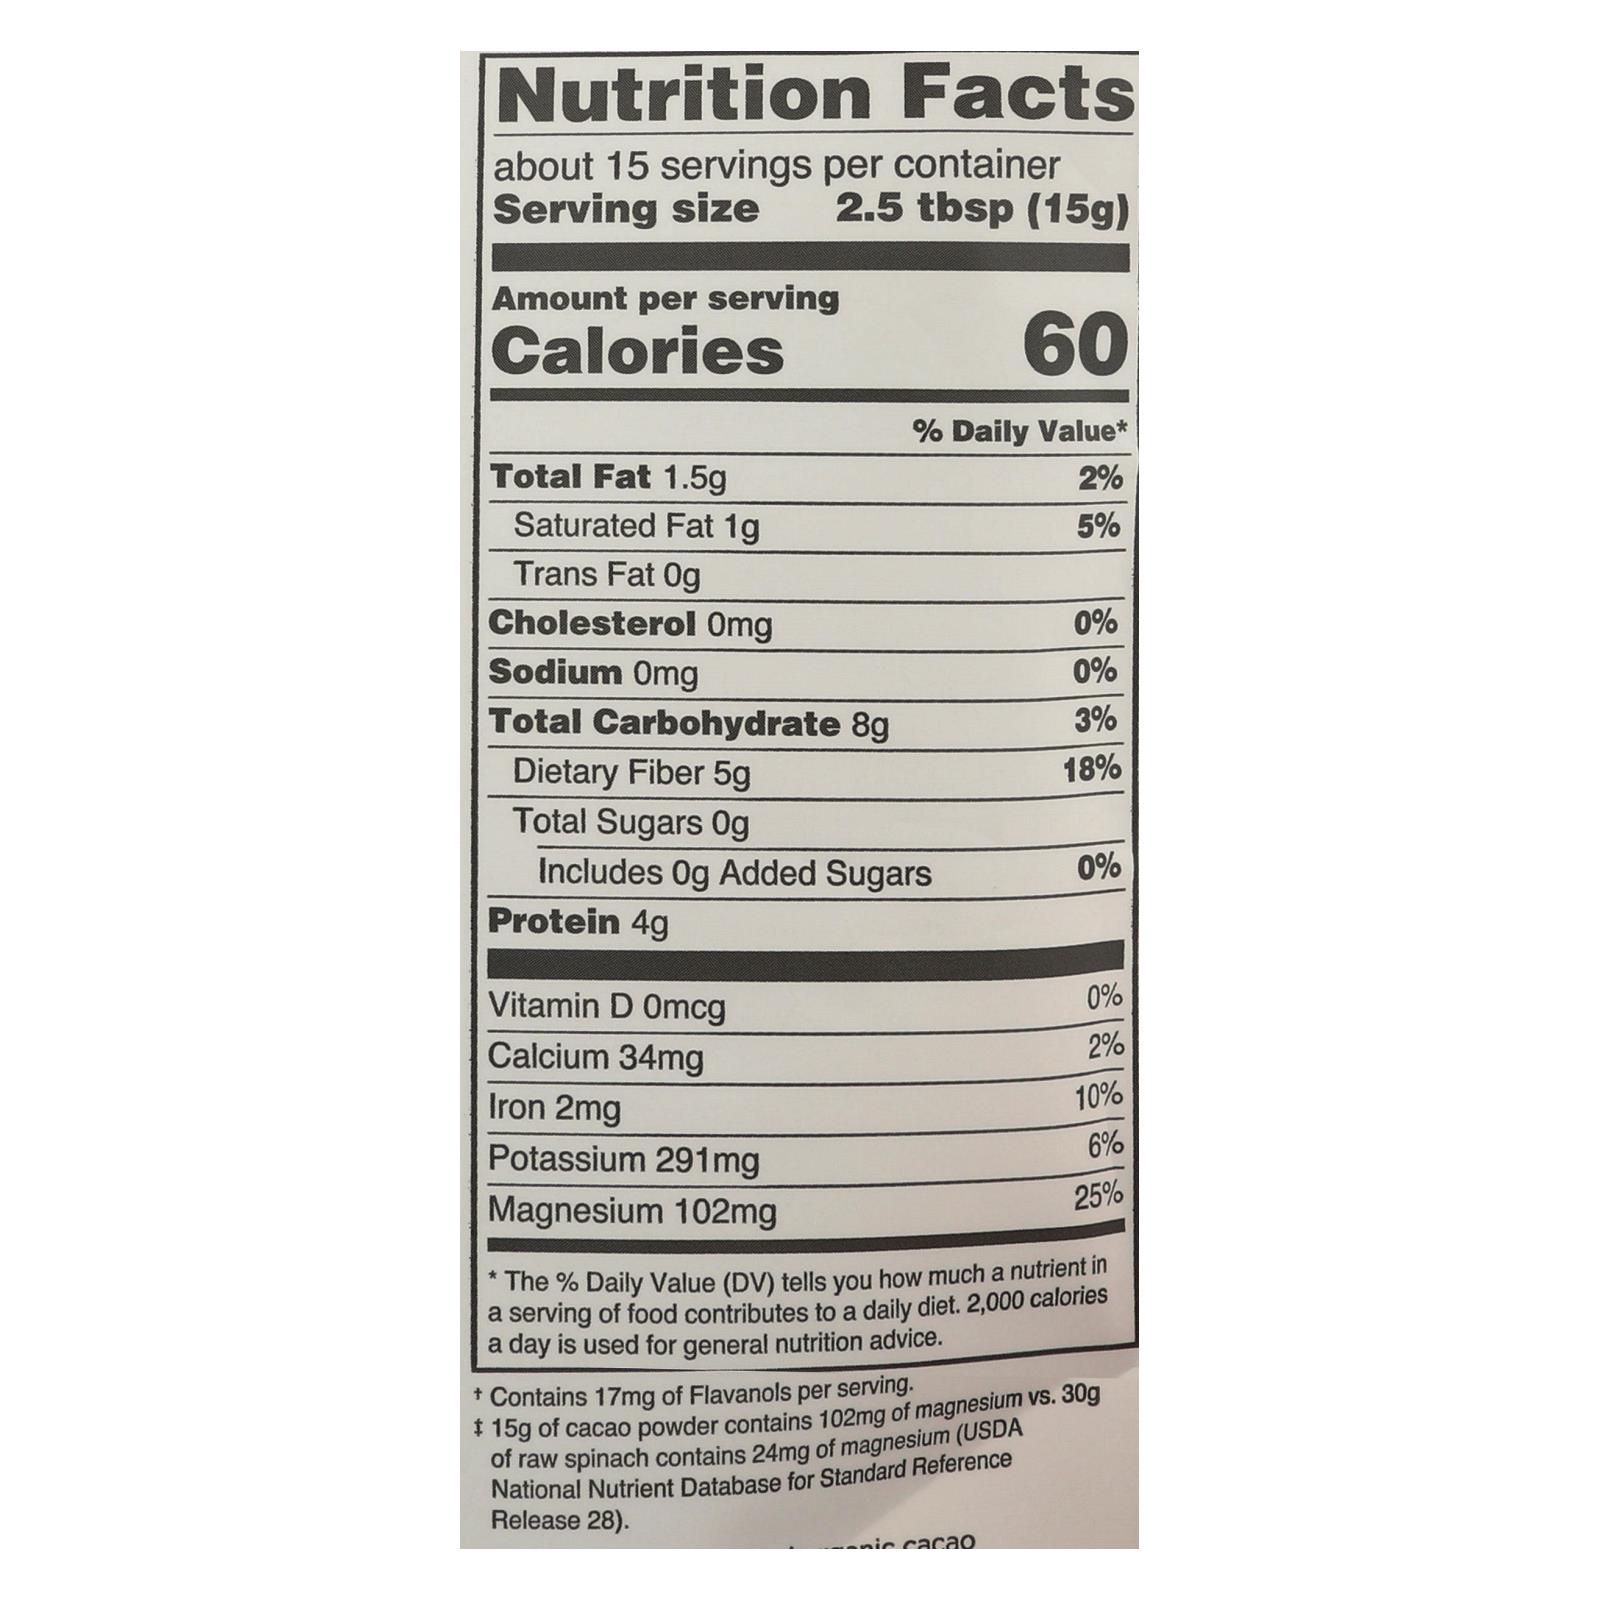 Nutrition Facts
about 15 servings per container
Serving size 2.5 tbsp (15g)
Amount per serving
Calories 60
% Daily Value*
Total Fat 1.5g 2%
Saturated Fat 1g 5%
Trans Fat 0g
Cholesterol 0mg 0%
Sodium 0mg 0%
Total Carbohydrate 8g 3%
Dietary Fiber 5g 18%
Total Sugars 0g
Includes 0g Added Sugars 0%
Protein 4g
Vitamin D 0mcg 0%
Calcium 34mg 2%
Iron 2mg 10%
Potassium 291mg 6%
Magnesium 102mg 25%
* The % Daily Value (DV) tells you how much a nutrient in
a serving of food contributes to a daily diet. 2,000 calories
a day is used for general nutrition advice.
† Contains 17mg of Flavanols per serving.
‡ 15g of cacao powder contains 102mg of magnesium vs. 30g
of raw spinach contains 24mg of magnesium (USDA
National Nutrient Database for Standard Reference
Release 28).
cacao